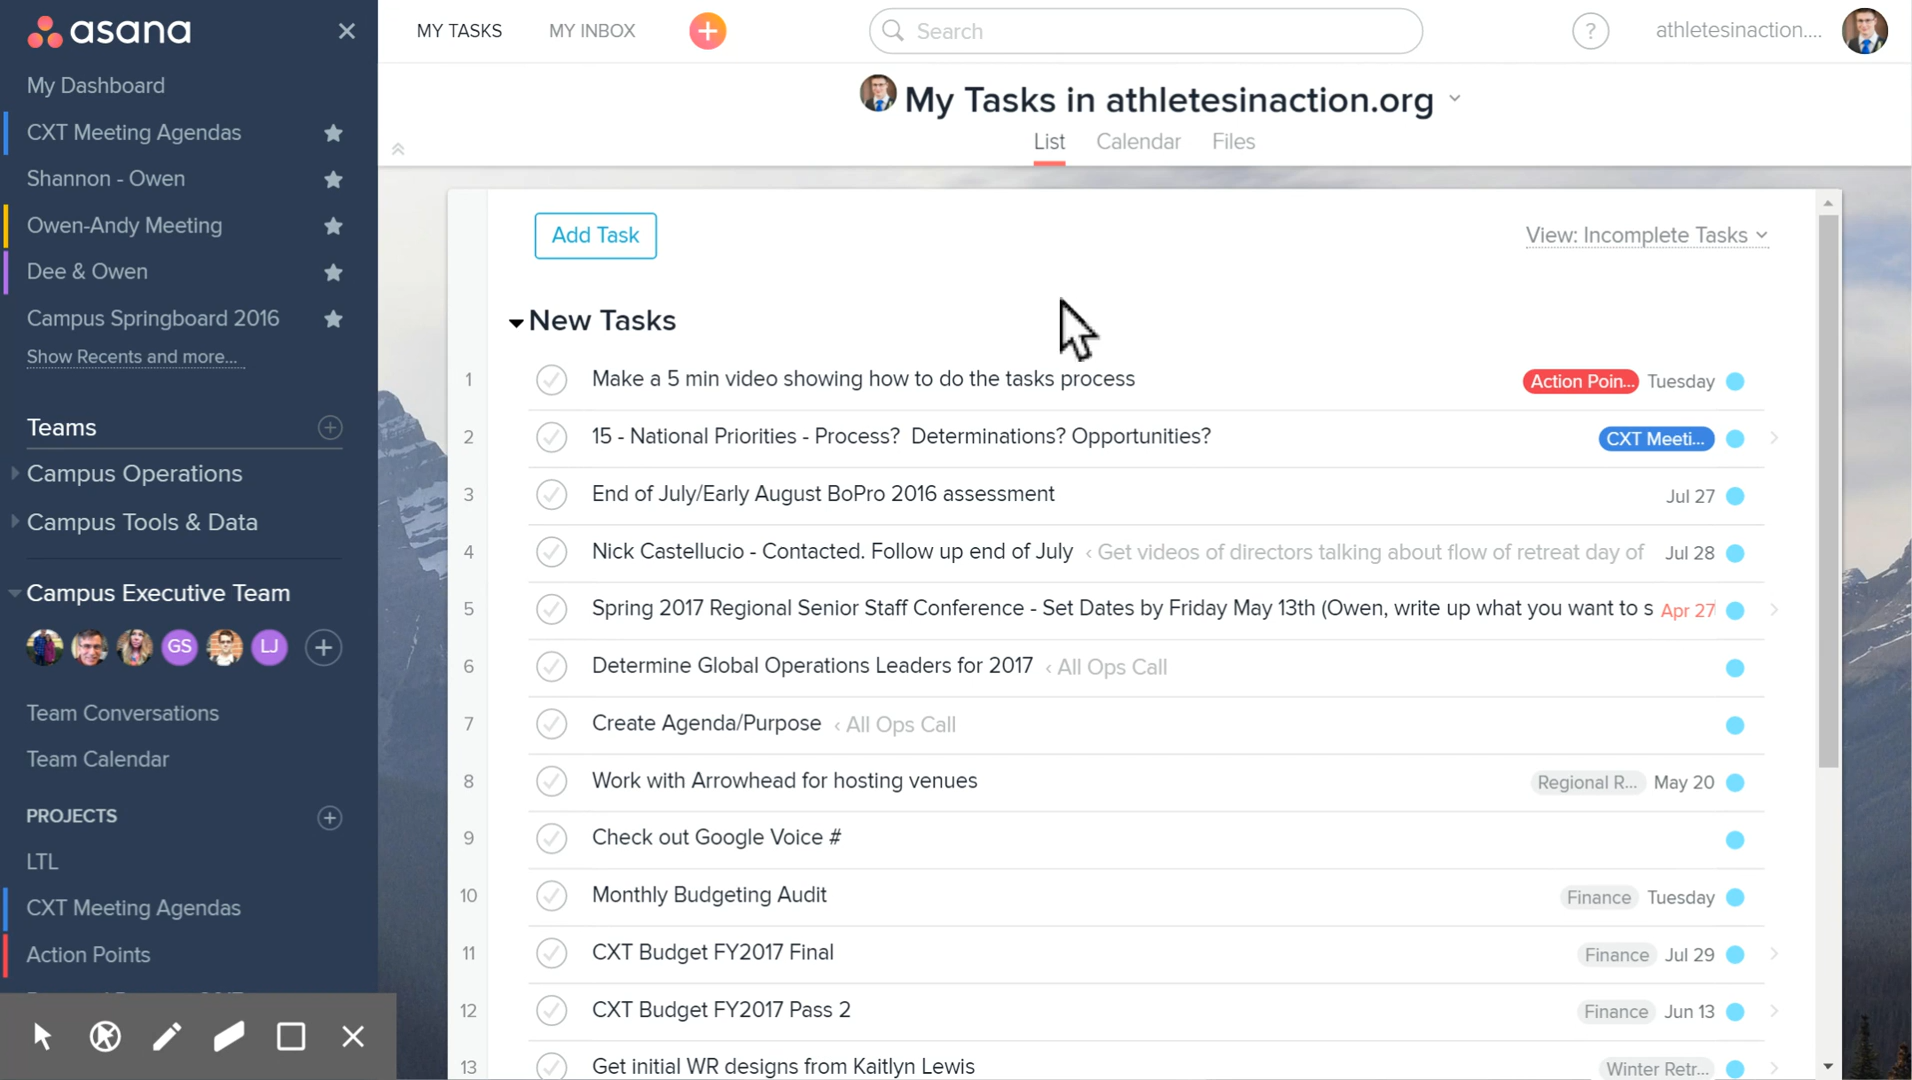 asana
My Dashboard
CXT Meeting Agendas
Shannon - Owen
Owen-Andy Meeting
Dee & Owen
Campus Springboard 2016
Show Recents and more...
Teams
Campus Operations
Campus Tools & Data
Campus Executive Team
GS
LJ
Team Conversations
Team Calendar
PROJECTS
LTL
CXT Meeting Agendas
Action Points
MY TASKS
MY INBOX
Search
?
athletesinaction....
My Tasks in athletesinaction.org
List
Calendar
Files
Add Task
View: Incomplete Tasks
New Tasks
1 Make a 5 min video showing how to do the tasks process Action Poin... Tuesday
2 15 - National Priorities - Process? Determinations? Opportunities? CXT Meeti...
3 End of July/Early August BoPro 2016 assessment Jul 27
4 Nick Castellucio - Contacted. Follow up end of July ‹ Get videos of directors talking about flow of retreat day of Jul 28
5 Spring 2017 Regional Senior Staff Conference - Set Dates by Friday May 13th (Owen, write up what you want to s Apr 27
6 Determine Global Operations Leaders for 2017 ‹ All Ops Call
7 Create Agenda/Purpose ‹ All Ops Call
8 Work with Arrowhead for hosting venues Regional R... May 20
9 Check out Google Voice #
10 Monthly Budgeting Audit Finance Tuesday
11 CXT Budget FY2017 Final Finance Jul 29
12 CXT Budget FY2017 Pass 2 Finance Jun 13
13 Get initial WR designs from Kaitlyn Lewis Winter Retr...